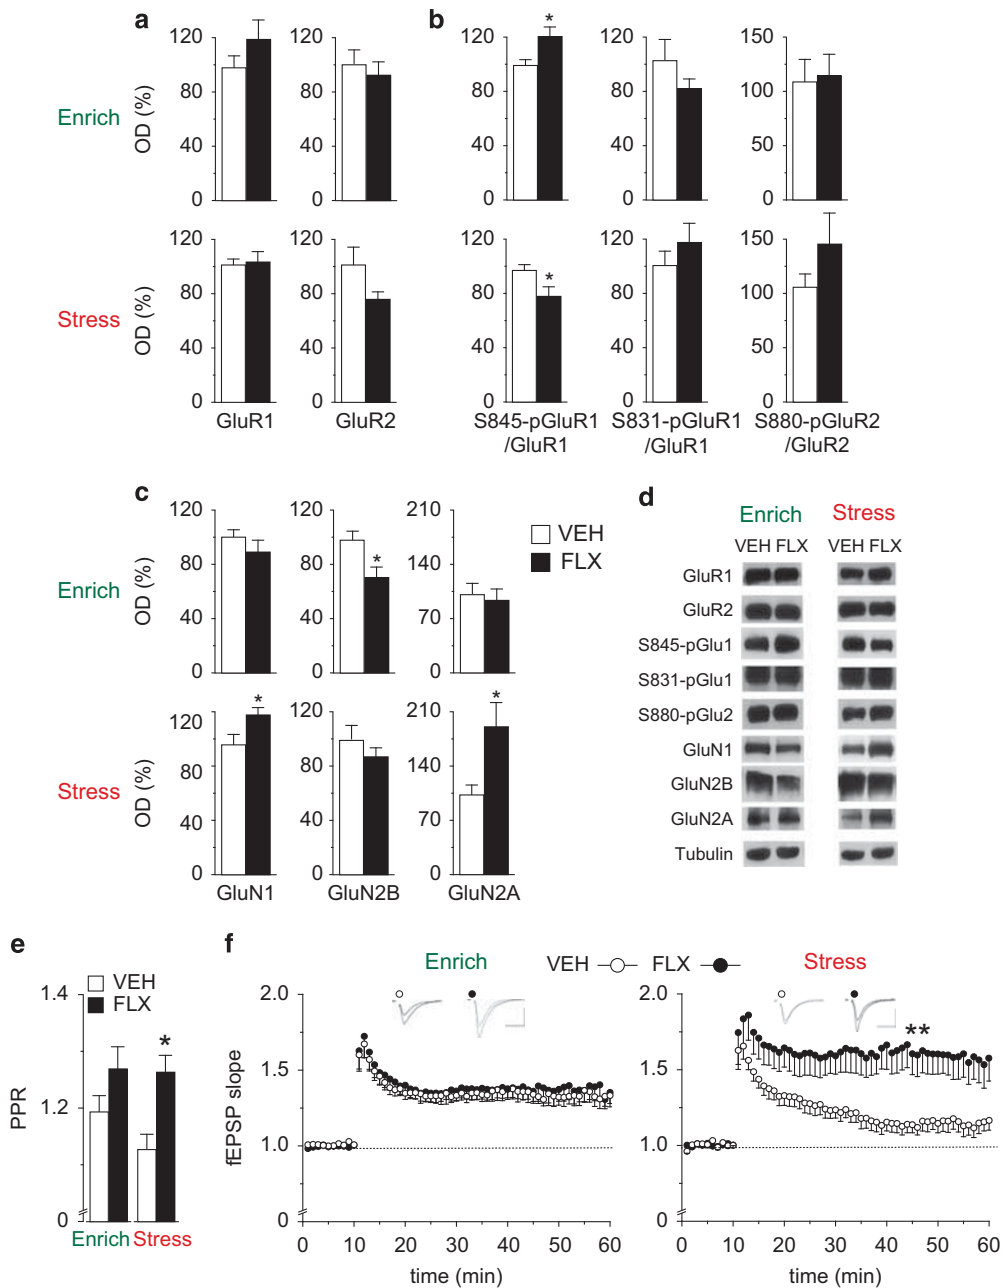 a
b
120
80
40
0
Enrich
OD (%)
120
80
40
0
120
80
40
0
*
120
80
40
0
150
100
50
0
120
80
40
0
Stress
OD (%)
120
80
40
0
120
80
40
0
*
120
80
40
0
150
100
50
0
GluR1
GluR2
S845-pGluR1
/GluR1
S831-pGluR1
/GluR1
S880-pGluR2
/GluR2
c
120
80
40
0
Enrich
OD (%)
120
80
40
0
*
210
140
70
0
VEH
FLX
120
80
40
0
Stress
OD (%)
*
120
80
40
0
210
140
70
0
*
GluN1
GluN2B
GluN2A
d
Enrich
Stress
VEH FLX
VEH FLX
GluR1
GluR2
S845-pGlu1
S831-pGlu1
S880-pGlu2
GluN1
GluN2B
GluN2A
Tubulin
e
VEH
FLX
1.4
1.2
0
PPR
*
Enrich
Stress
f
Enrich
VEH
FLX
Stress
2.0
1.5
1.0
0
fEPSP slope
0 10 20 30 40 50 60
time (min)
2.0
1.5
1.0
0
**
0 10 20 30 40 50 60
time (min)